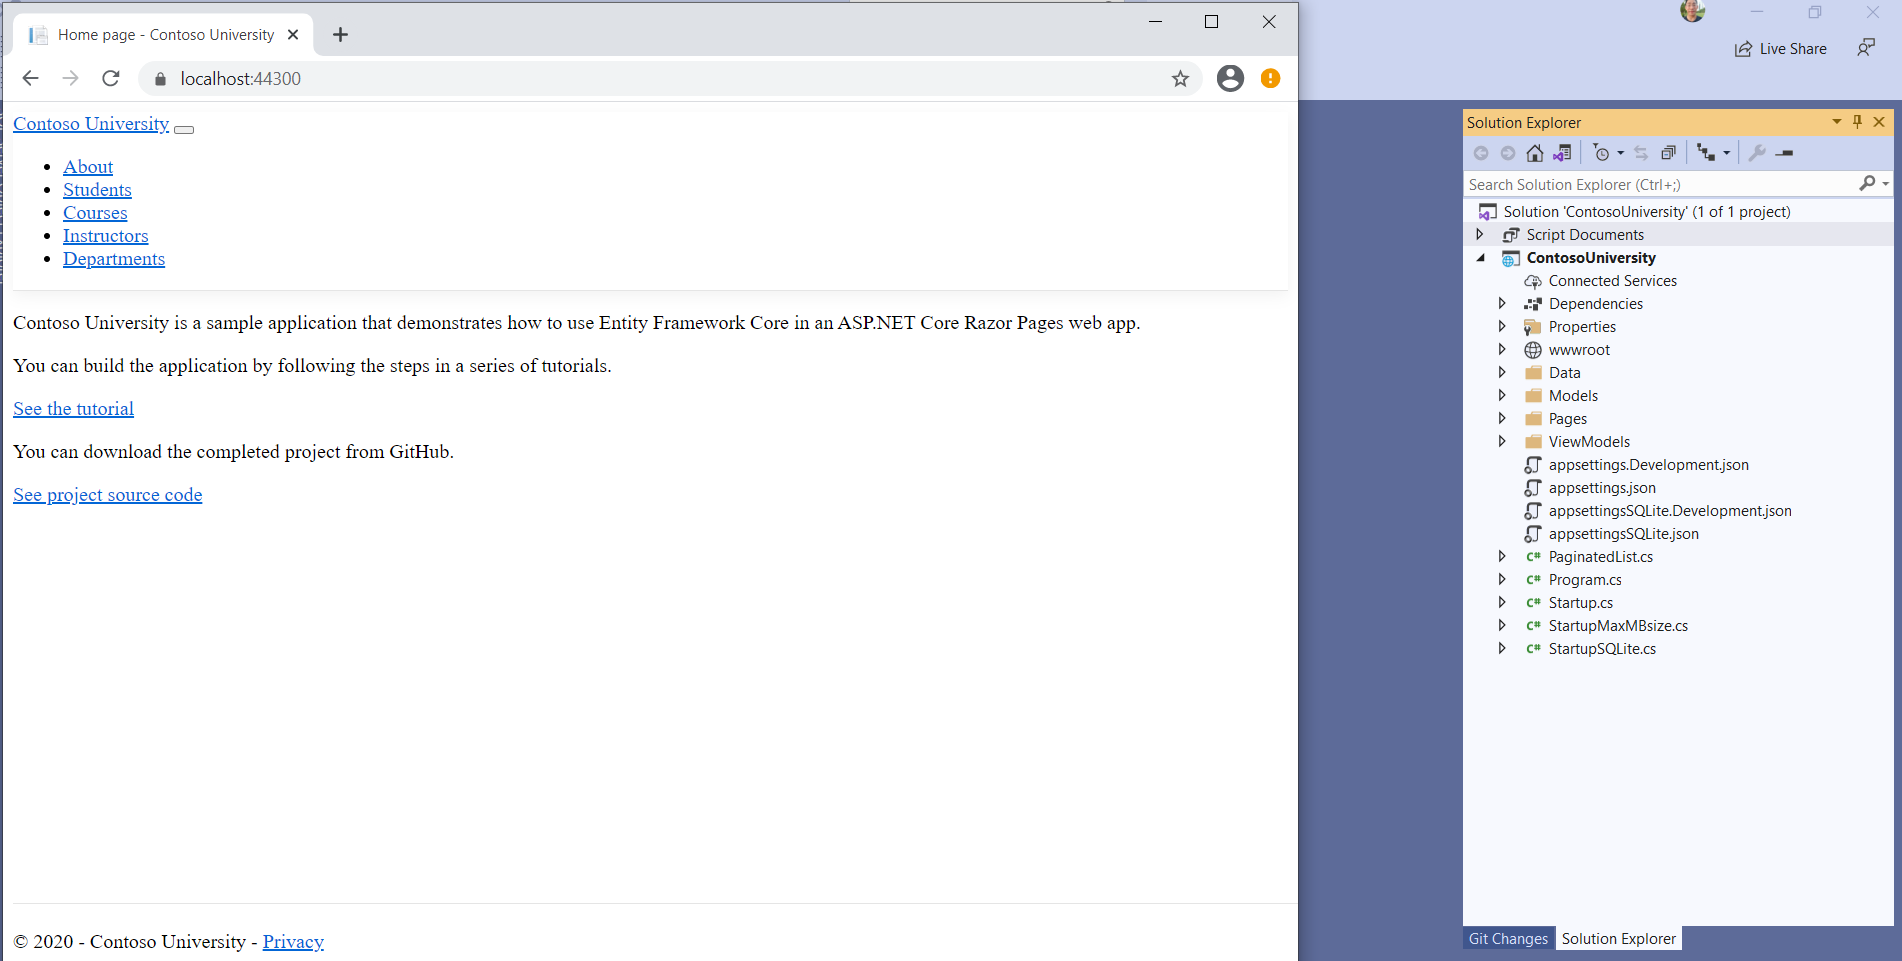 Home page - Contoso University
localhost:44300
Contoso University
About
Students
Courses
Instructors
Departments
Contoso University is a sample application that demonstrates how to use Entity Framework Core in an ASP.NET Core Razor Pages web app.
You can build the application by following the steps in a series of tutorials.
See the tutorial
You can download the completed project from GitHub.
See project source code
© 2020 - Contoso University - Privacy
Live Share
Solution Explorer
Search Solution Explorer (Ctrl+;)
Solution 'ContosoUniversity' (1 of 1 project)
Script Documents
ContosoUniversity
Connected Services
Dependencies
Properties
wwwroot
Data
Models
Pages
ViewModels
appsettings.Development.json
appsettings.json
appsettingsSQLite.Development.json
appsettingsSQLite.json
C# PaginatedList.cs
C# Program.cs
C# Startup.cs
C# StartupMaxMBsize.cs
C# StartupSQLite.cs
Git Changes Solution Explorer